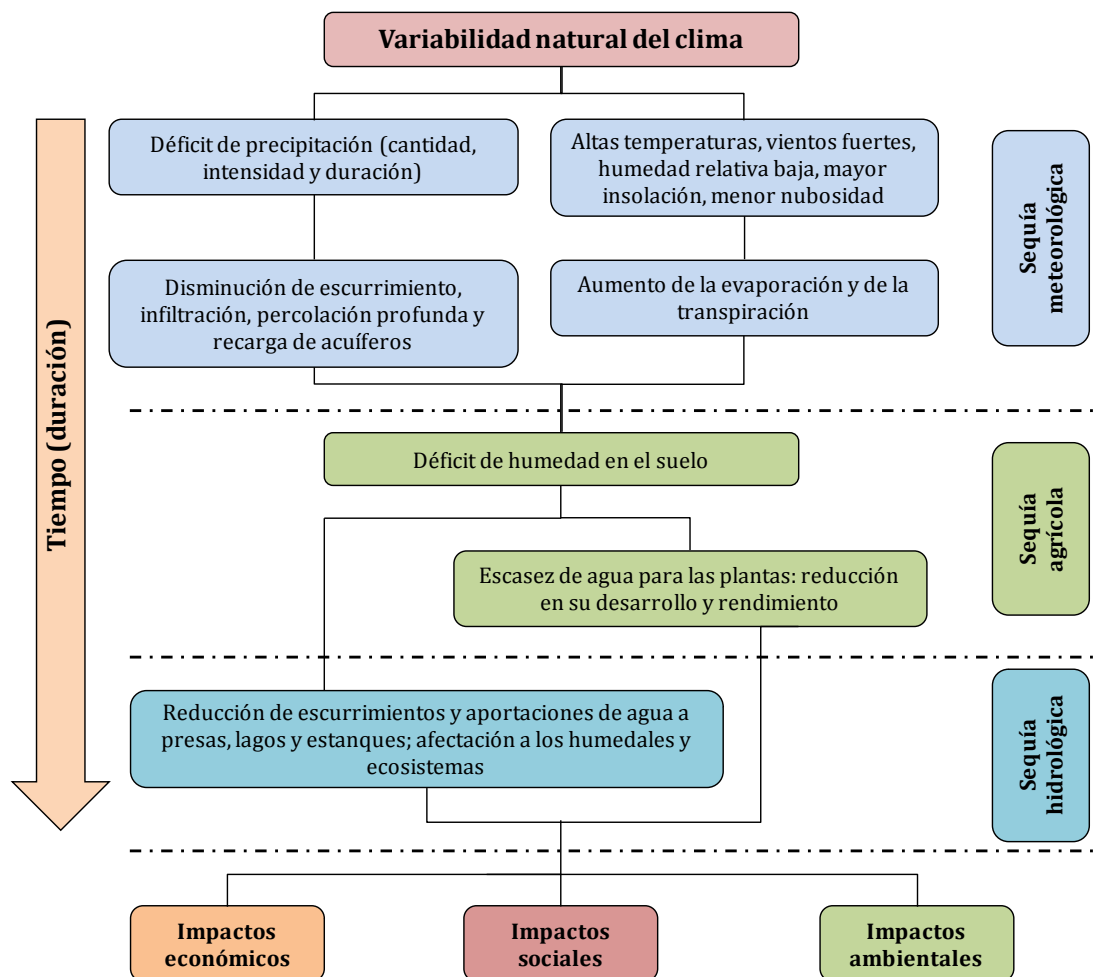 Variabilidad natural del clima
Déficit de precipitación (cantidad,
intensidad y duración)
Altas temperaturas, vientos fuertes,
humedad relativa baja, mayor
insolación, menor nubosidad
Sequía
meteorológica
Disminución de escurrimiento,
infiltración, percolación profunda y
recarga de acuíferos
Aumento de la evaporación y de la
transpiración
Tiempo (duración)
Déficit de humedad en el suelo
Sequía
agrícola
Escasez de agua para las plantas: reducción
en su desarrollo y rendimiento
Reducción de escurrimientos y aportaciones de agua a
presas, lagos y estanques; afectación a los humedales y
ecosistemas
Sequía
hidrológica
Impactos
económicos
Impactos
sociales
Impactos
ambientales